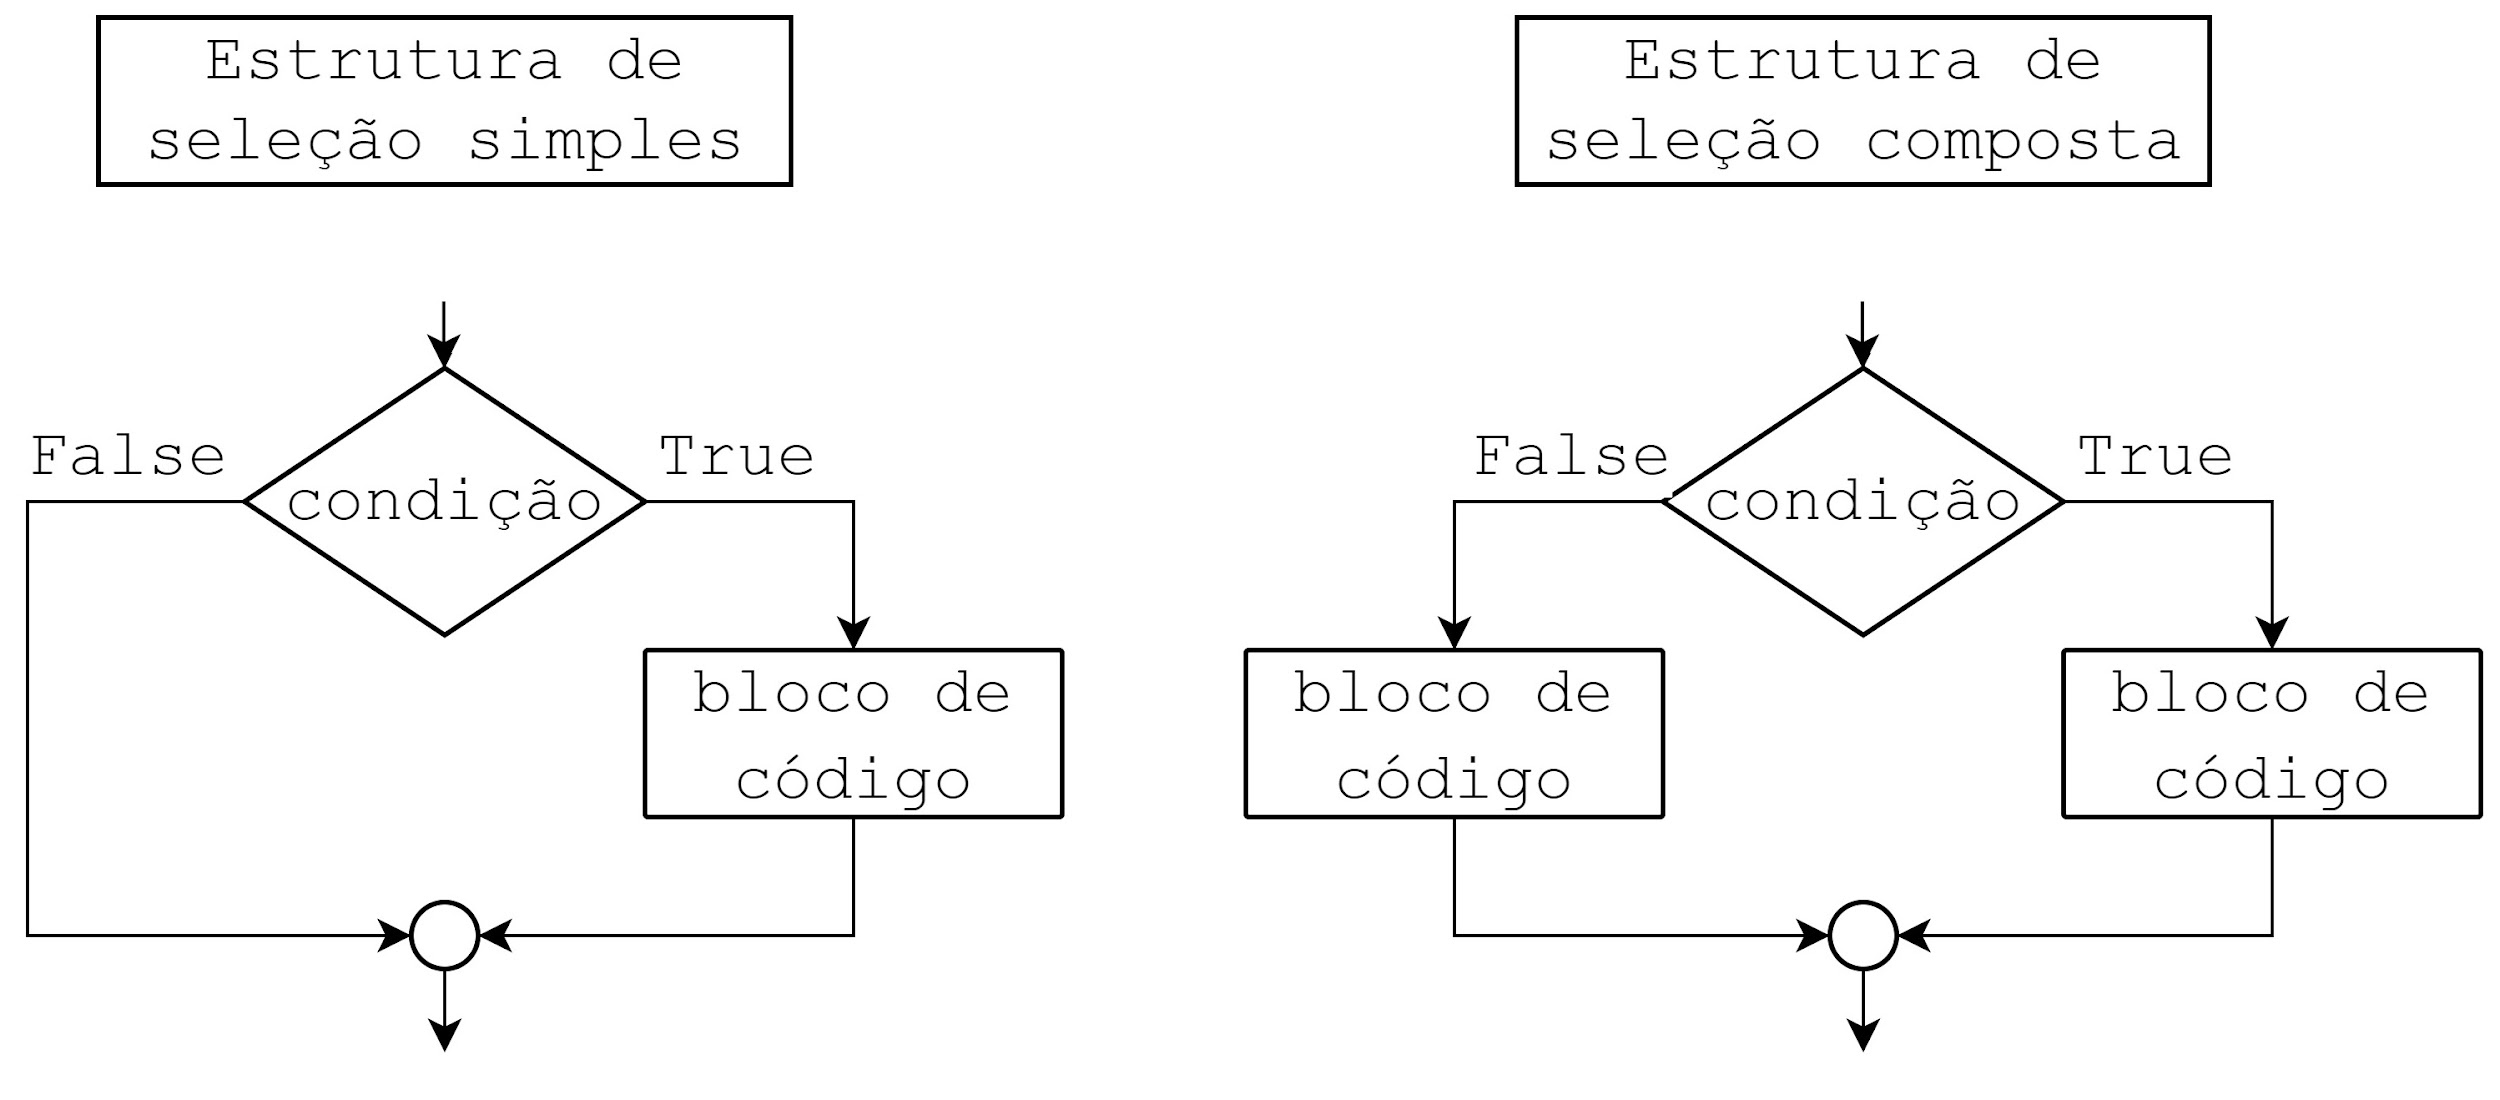 Estrutura de
seleção simples
False
True
condição
bloco de
código
Estrutura de
seleção composta
False
True
condição
bloco de
código
bloco de
código